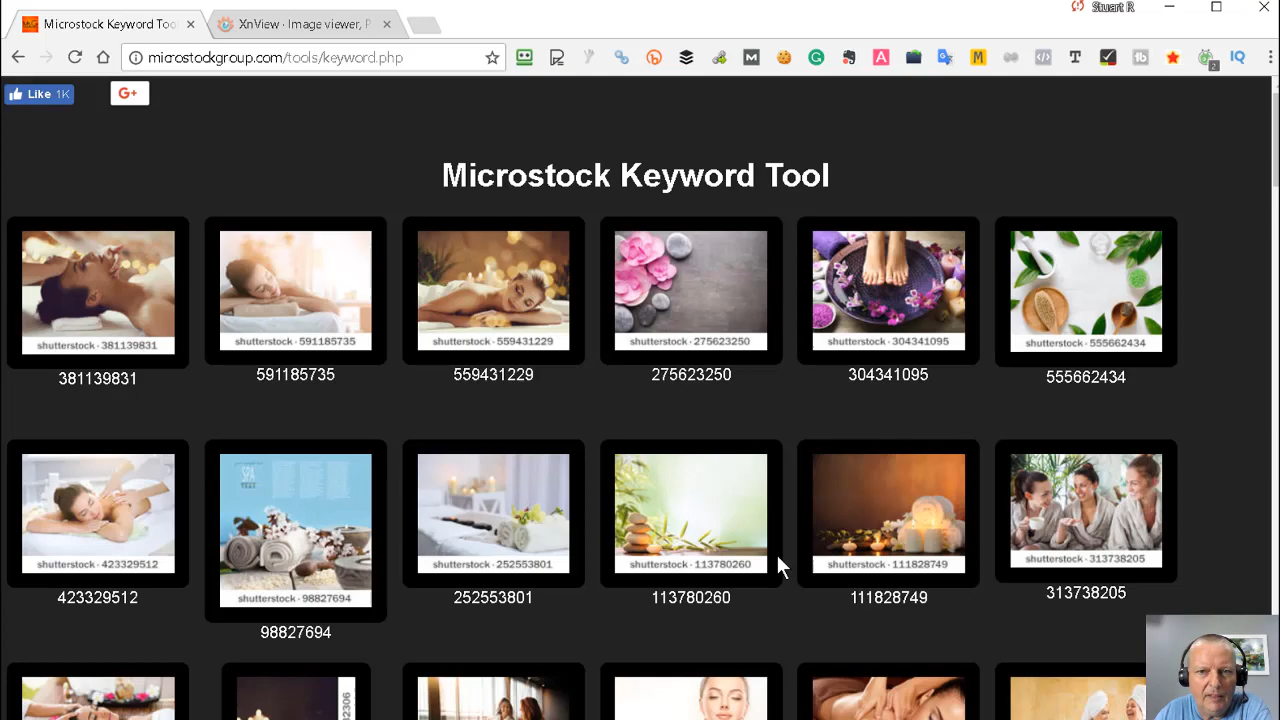 Microstock Keyword Too
XnView · Image viewer, P
Stuart R
microstockgroup.com/tools/keyword.php
Like 1K
G+
Microstock Keyword Tool
shutterstock · 381139831
shutterstock · 591185735
shutterstock · 559431229
shutterstock · 275623250
shutterstock · 304341095
shutterstock · 555662434
381139831
591185735
559431229
275623250
304341095
555662434
SPA
shutterstock · 423329512
shutterstock · 98827694
shutterstock · 252553801
shutterstock · 113780260
shutterstock · 111828749
shutterstock · 313738205
423329512
98827694
252553801
113780260
111828749
313738205